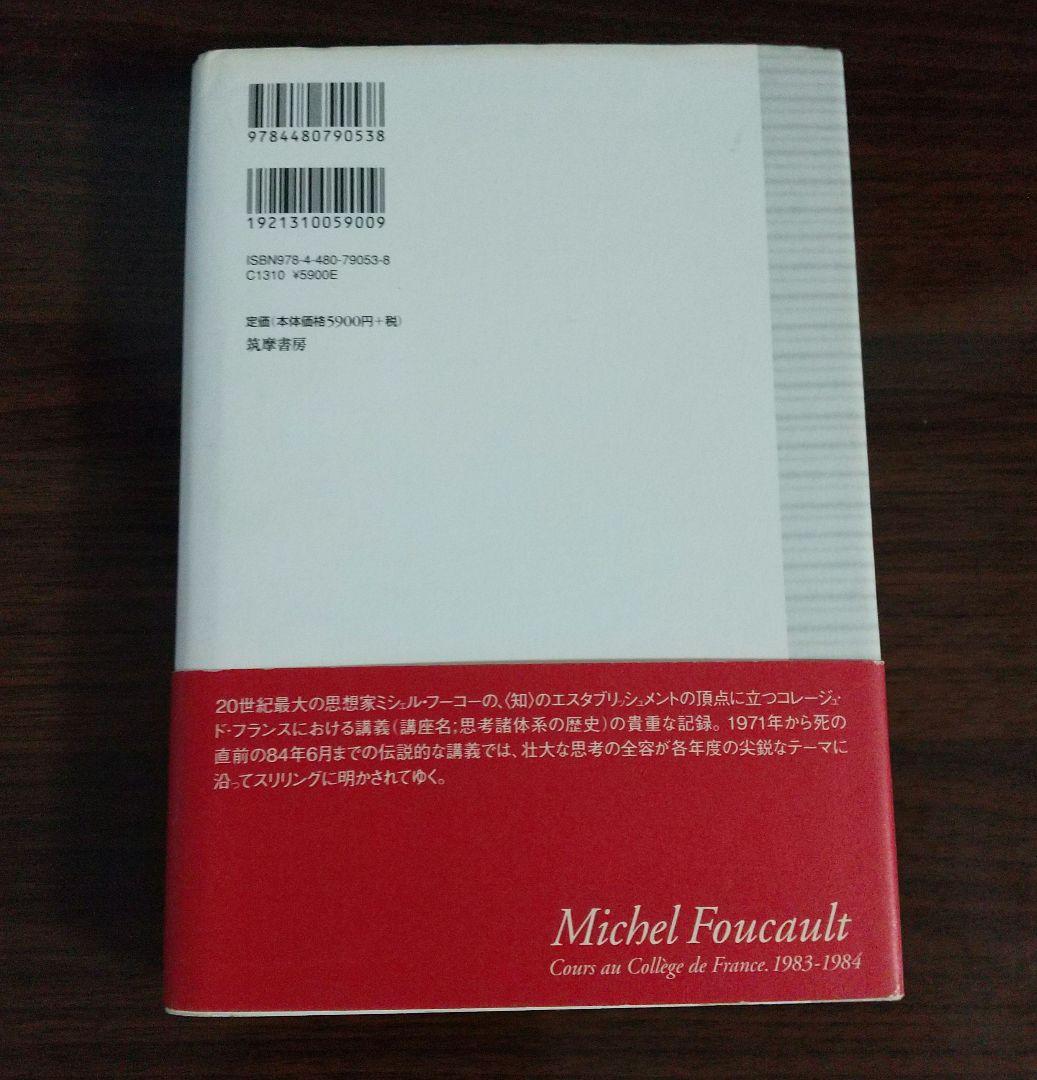 9784480790538
1921310059009
ISBN978-4-480-79053-8
C1310 ¥5900E
定価(本体価格5900円+税)
筑摩書房
20世紀最大の思想家ミシェル・フーコーの、〈知〉のエスタブリッシュメントの頂点に立つコレージュ・
ド・フランスにおける講義(講座名;思考諸体系の歴史)の貴重な記録。1971年から死の
直前の84年6月までの伝説的な講義では、壮大な思考の全容が各年度の尖鋭なテーマに
沿ってスリリングに明かされてゆく。
Michel Foucault
Cours au Collège de France. 1983-1984